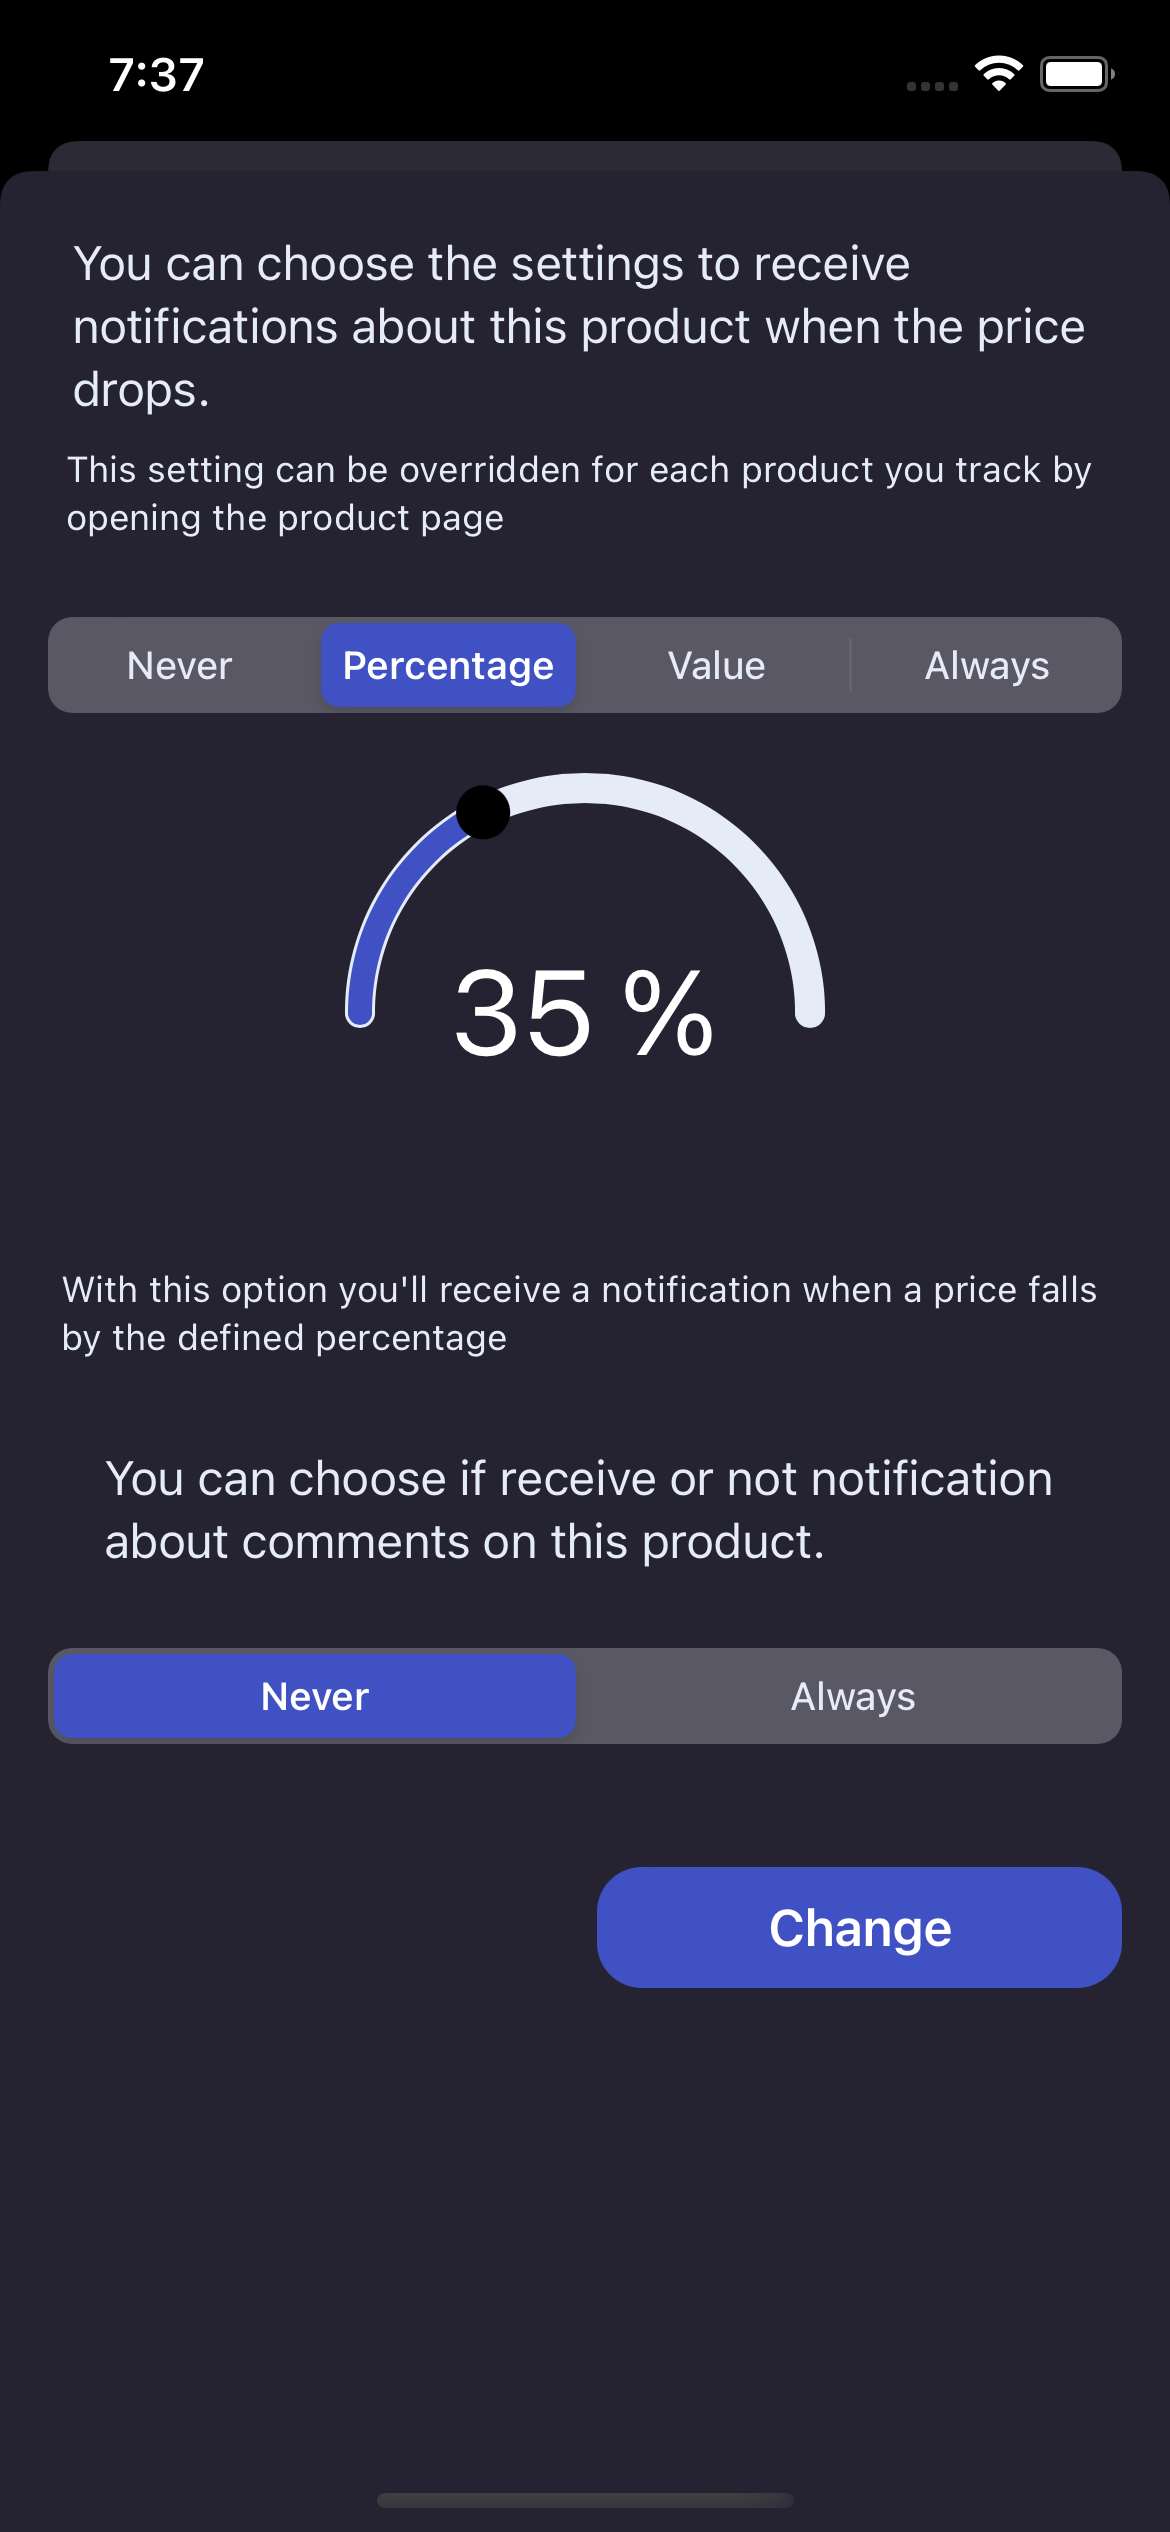 7:37
You can choose the settings to receive
notifications about this product when the price
drops.
This setting can be overridden for each product you track by
opening the product page
Never
Percentage
Value
Always
35 %
With this option you'll receive a notification when a price falls
by the defined percentage
You can choose if receive or not notification
about comments on this product.
Never
Always
Change